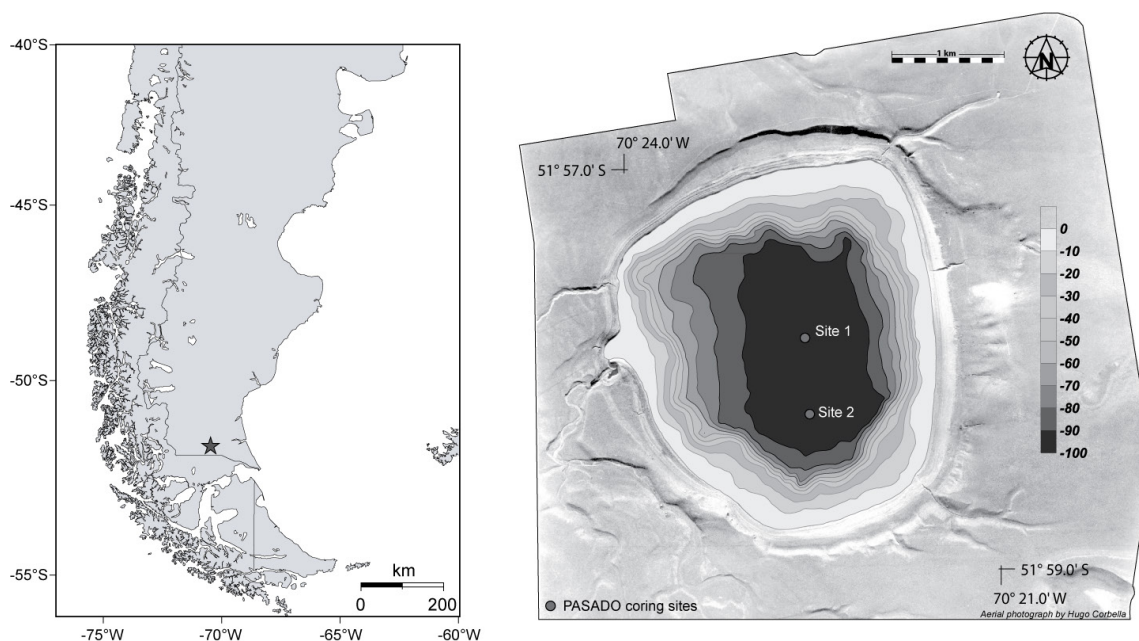 -40°S
-45°S
-50°S
-55°S
-75°W
-70°W
-65°W
-60°W
km
0 200
1 km
N
70° 24.0' W
51° 57.0' S
0
-10
-20
-30
-40
-50
-60
-70
-80
-90
-100
Site 1
Site 2
51° 59.0' S
70° 21.0' W
PASADO coring sites
Aerial photograph by Hugo Corbella